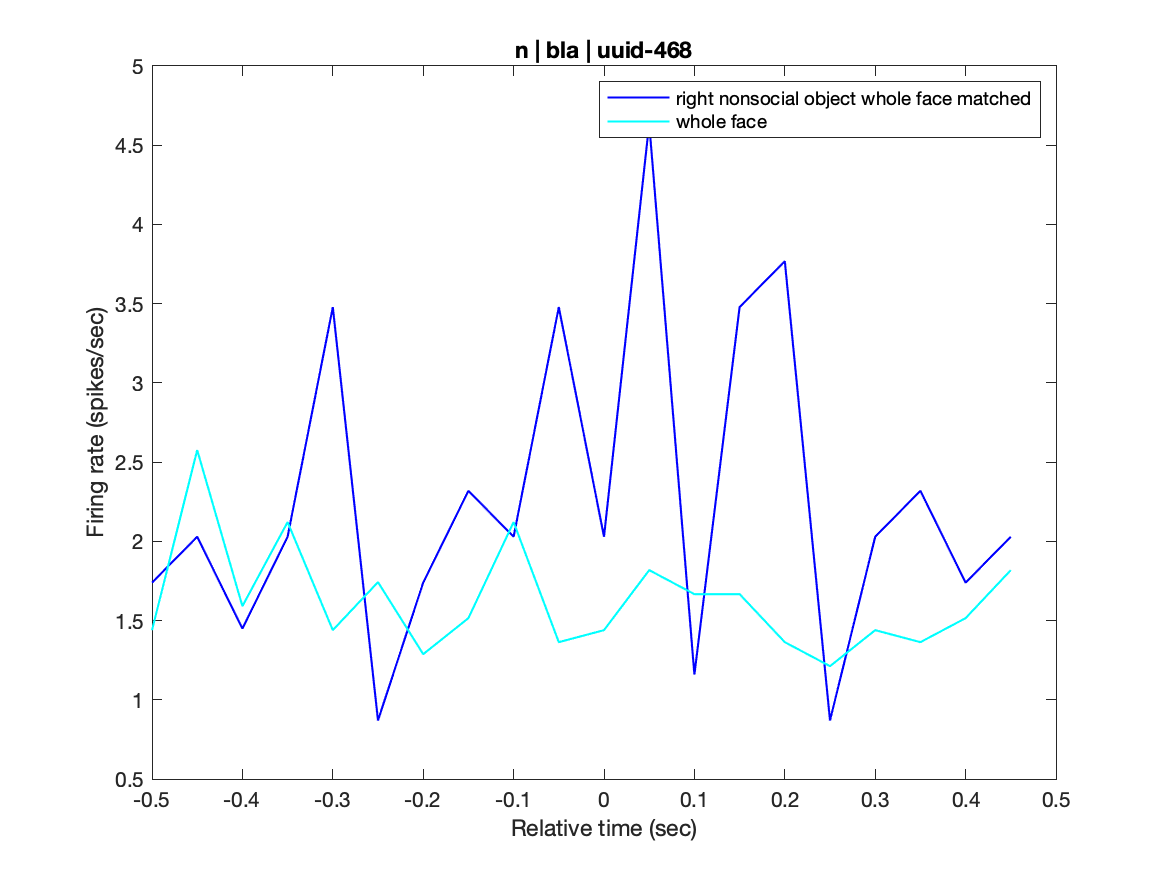 n | bla | uuid-468
right nonsocial object whole face matched
whole face
5
4.5
4
3.5
3
2.5
2
1.5
1
0.5
Firing rate (spikes/sec)
-0.5 -0.4 -0.3 -0.2 -0.1 0 0.1 0.2 0.3 0.4 0.5
Relative time (sec)